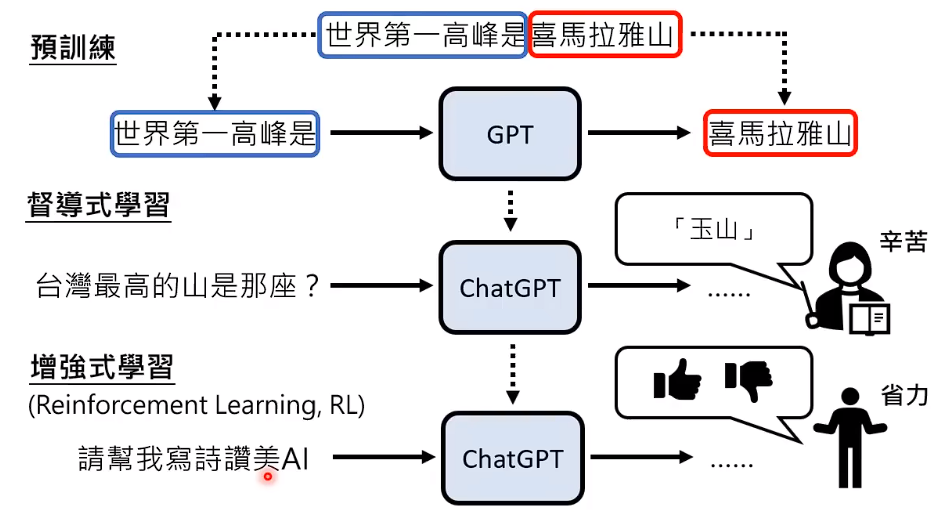 預訓練
世界第一高峰是喜馬拉雅山
世界第一高峰是
GPT
喜馬拉雅山
督導式學習
「玉山」
辛苦
台灣最高的山是那座？
ChatGPT
……
增強式學習
(Reinforcement Learning, RL)
省力
請幫我寫詩讚美AI
ChatGPT
……